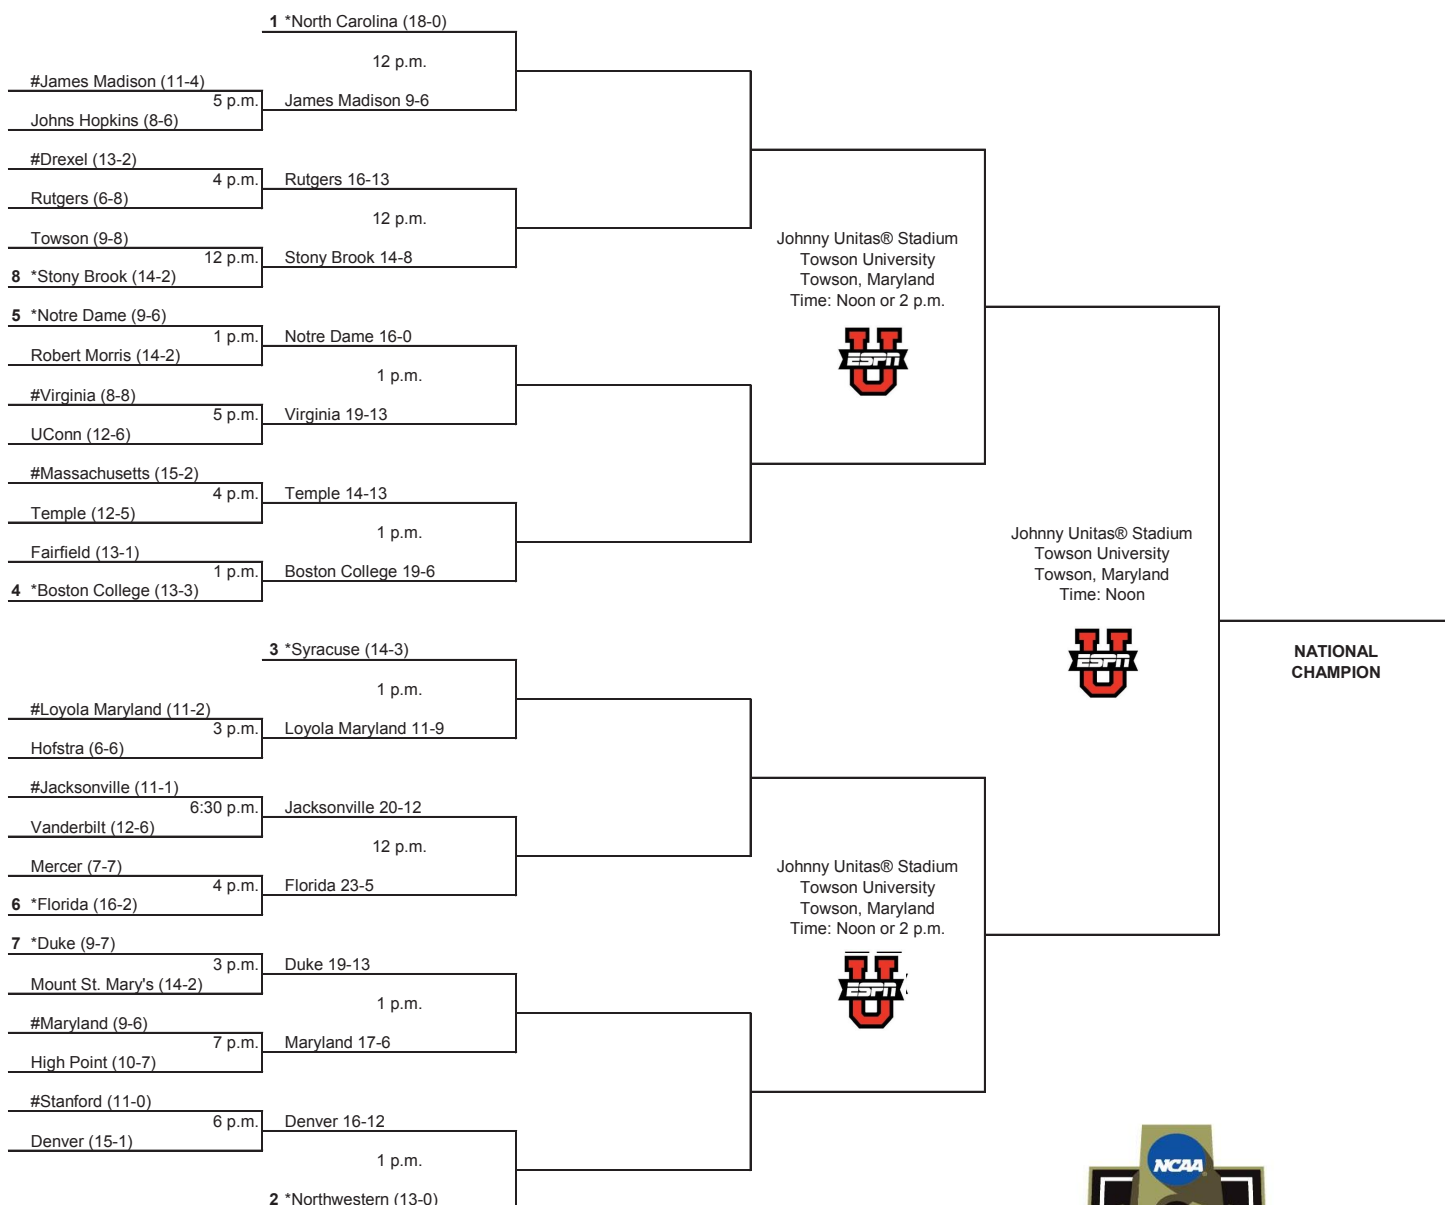 1 *North Carolina (18-0)
12 p.m.
#James Madison (11-4)
5 p.m.
James Madison 9-6
Johns Hopkins (8-6)
#Drexel (13-2)
4 p.m.
Rutgers 16-13
Rutgers (6-8)
12 p.m.
Towson (9-8)
12 p.m.
Stony Brook 14-8
8 *Stony Brook (14-2)
Johnny Unitas® Stadium
Towson University
Towson, Maryland
Time: Noon or 2 p.m.
ESPN U
5 *Notre Dame (9-6)
1 p.m.
Notre Dame 16-0
Robert Morris (14-2)
1 p.m.
#Virginia (8-8)
5 p.m.
Virginia 19-13
UConn (12-6)
#Massachusetts (15-2)
4 p.m.
Temple 14-13
Temple (12-5)
1 p.m.
Fairfield (13-1)
1 p.m.
Boston College 19-6
4 *Boston College (13-3)
Johnny Unitas® Stadium
Towson University
Towson, Maryland
Time: Noon
ESPN U
NATIONAL
CHAMPION
3 *Syracuse (14-3)
1 p.m.
#Loyola Maryland (11-2)
3 p.m.
Loyola Maryland 11-9
Hofstra (6-6)
#Jacksonville (11-1)
6:30 p.m.
Jacksonville 20-12
Vanderbilt (12-6)
12 p.m.
Mercer (7-7)
4 p.m.
Florida 23-5
6 *Florida (16-2)
Johnny Unitas® Stadium
Towson University
Towson, Maryland
Time: Noon or 2 p.m.
ESPN U
7 *Duke (9-7)
3 p.m.
Duke 19-13
Mount St. Mary's (14-2)
1 p.m.
#Maryland (9-6)
7 p.m.
Maryland 17-6
High Point (10-7)
#Stanford (11-0)
6 p.m.
Denver 16-12
Denver (15-1)
1 p.m.
2 *Northwestern (13-0)
NCAA